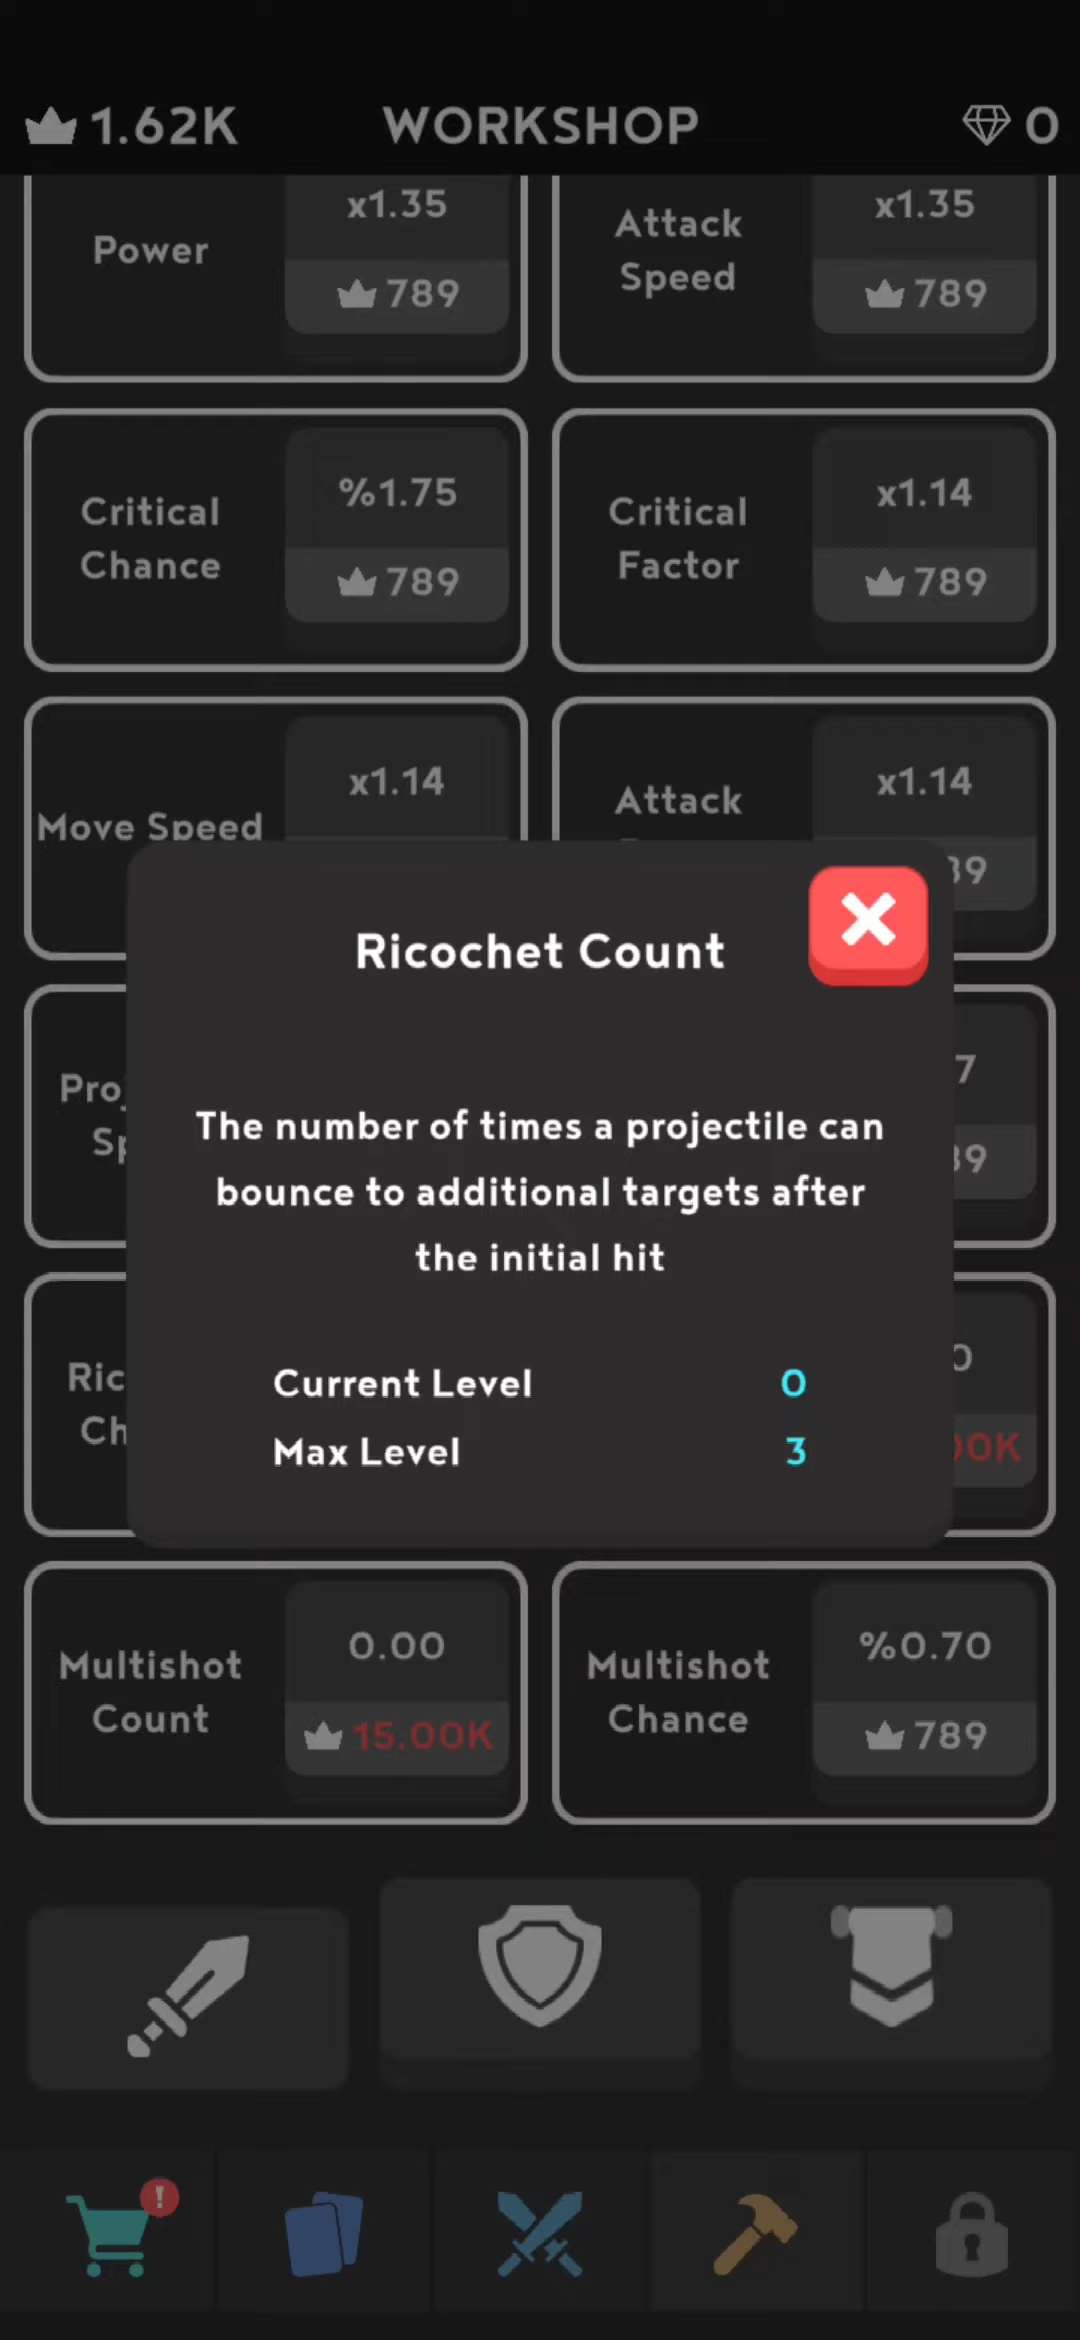 1.62K WORKSHOP 0
x1.35 x1.35
Power Attack
Speed
789 789
Critical %1.75 Critical x1.14
Chance 789 Factor 789
x1.14 Attack x1.14
Move Speed
Ricochet Count
The number of times a projectile can
bounce to additional targets after
the initial hit
Current Level 0
Max Level 3
Multishot 0.00 Multishot %0.70
Count 15.00K Chance 789